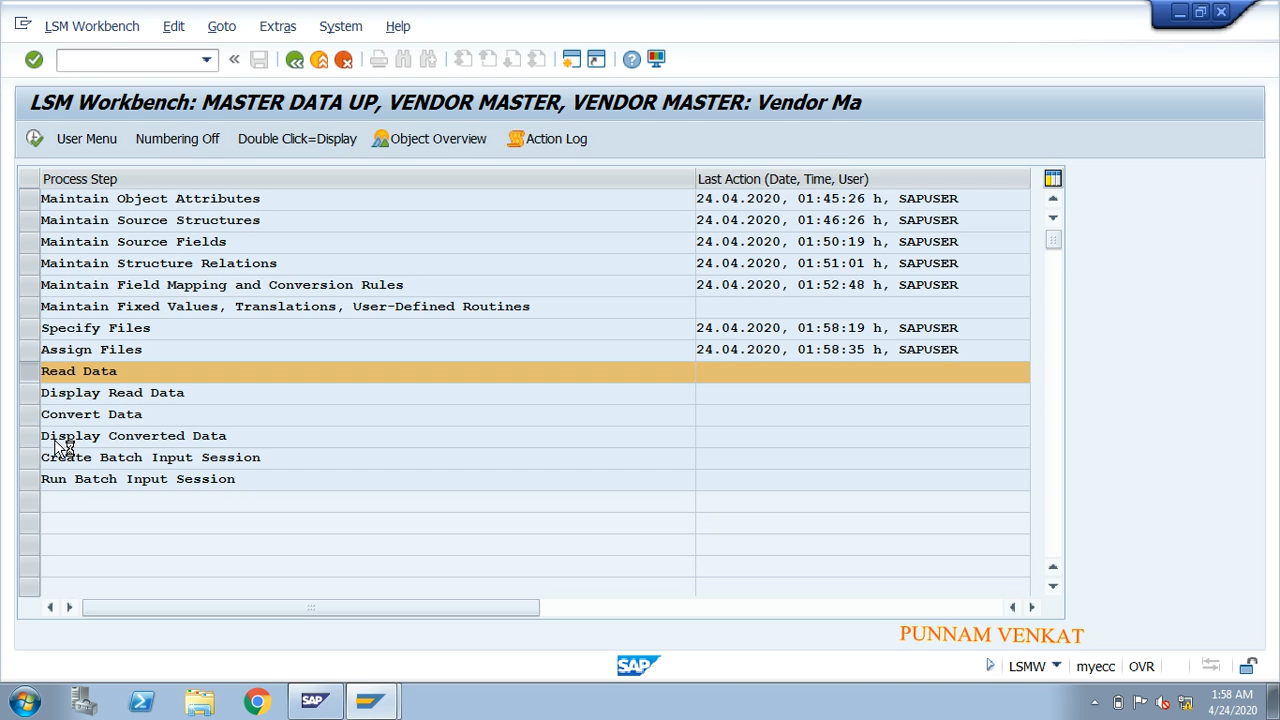 LSM Workbench Edit Goto Extras System Help
LSM Workbench: MASTER DATA UP, VENDOR MASTER, VENDOR MASTER: Vendor Ma
User Menu Numbering Off Double Click=Display Object Overview Action Log
Process Step Last Action (Date, Time, User)
Maintain Object Attributes 24.04.2020, 01:45:26 h, SAPUSER
Maintain Source Structures 24.04.2020, 01:46:26 h, SAPUSER
Maintain Source Fields 24.04.2020, 01:50:19 h, SAPUSER
Maintain Structure Relations 24.04.2020, 01:51:01 h, SAPUSER
Maintain Field Mapping and Conversion Rules 24.04.2020, 01:52:48 h, SAPUSER
Maintain Fixed Values, Translations, User-Defined Routines
Specify Files 24.04.2020, 01:58:19 h, SAPUSER
Assign Files 24.04.2020, 01:58:35 h, SAPUSER
Read Data
Display Read Data
Convert Data
Display Converted Data
Create Batch Input Session
Run Batch Input Session
PUNNAM VENKAT
SAP LSMW myecc OVR
SAP 1:58 AM
4/24/2020